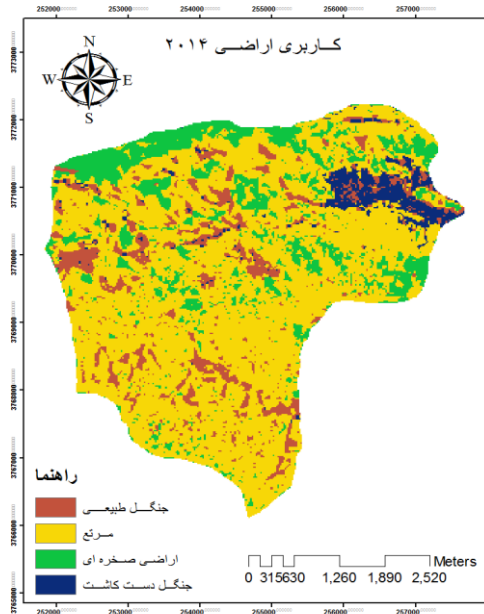 252000 253000 254000 255000 256000 257000
کاربری اراضی ۲۰۱۴
N
W E
S
3773000
3772000
3771000
3770000
3769000
3768000
3767000
3766000
3765000
راهنما
جنگل طبیعی
مرتع
اراضی صخره ای
جنگل دست کاشت
Meters
0 315630 1,260 1,890 2,520
252000 253000 254000 255000 256000 257000